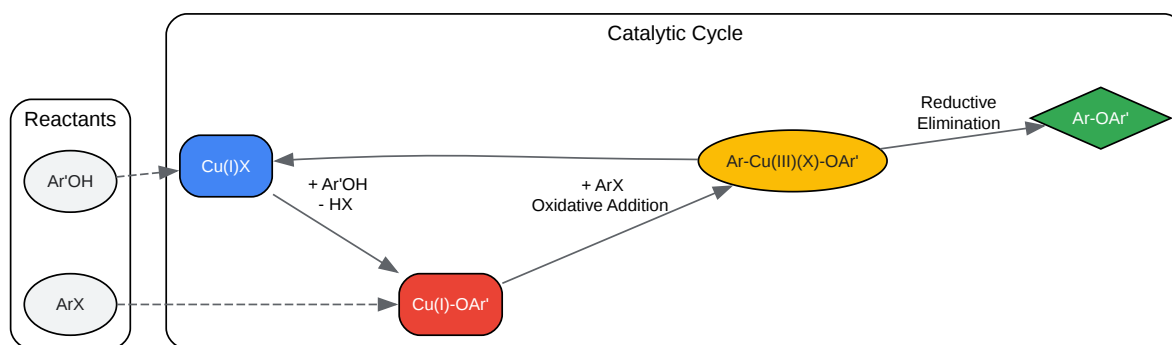 Catalytic Cycle
Reactants
Ar'OH
ArX
Cu(I)X
+ Ar'OH
- HX
Cu(I)-OAr'
+ ArX
Oxidative Addition
Ar-Cu(III)(X)-OAr'
Reductive
Elimination
Ar-OAr'